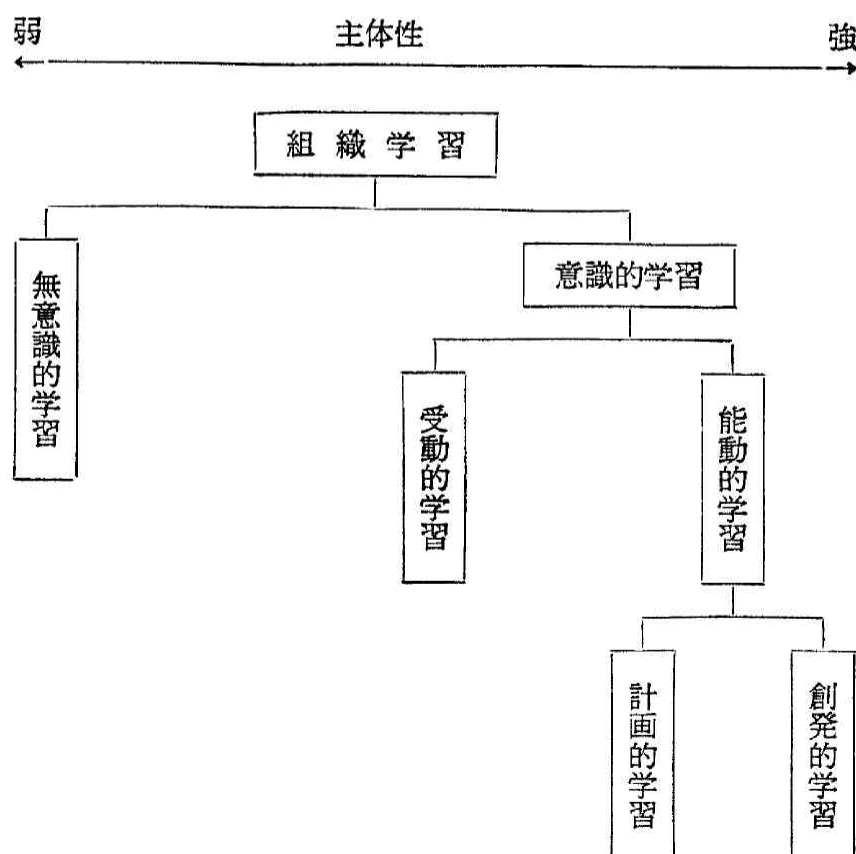 弱 主体性 強
組織学習
無意識的学習
意識的学習
受動的学習
能動的学習
計画的学習
創発的学習